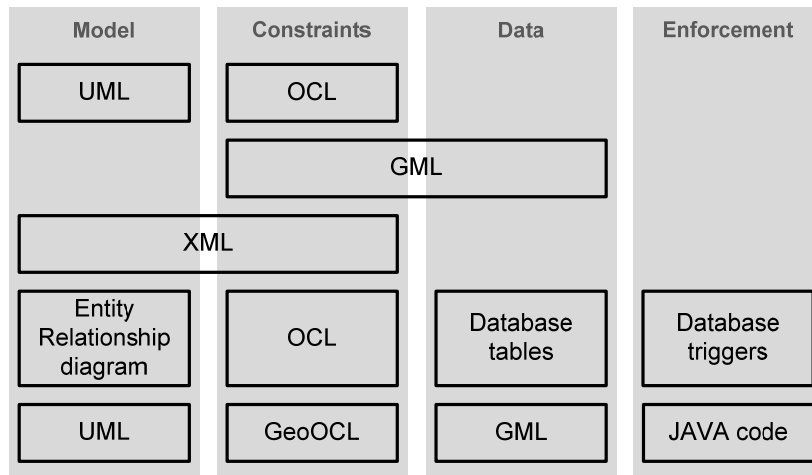 Model Constraints Data Enforcement
UML OCL
GML
XML
Entity
Relationship
diagram
OCL
Database
tables
Database
triggers
UML GeoOCL GML JAVA code